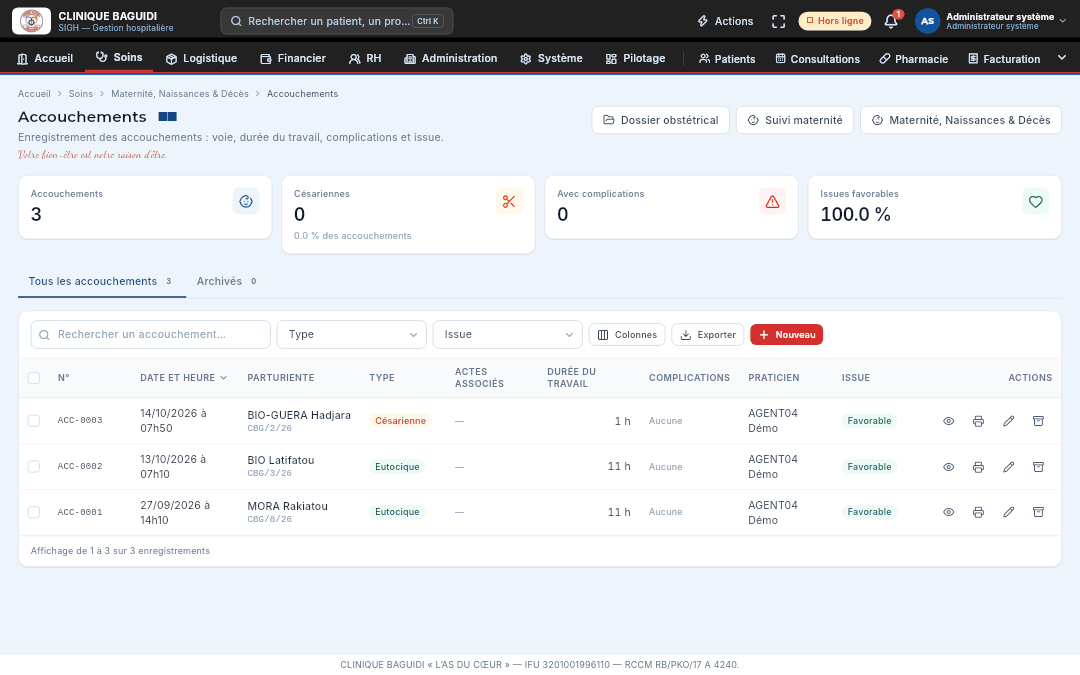 CLINIQUE BAGUIDI
SIGH — Gestion hospitalière
Rechercher un patient, un pro... Ctrl K
Actions
Hors ligne
1
AS
Administrateur système
Administrateur système
Accueil Soins Logistique Financier RH Administration Système Pilotage Patients Consultations Pharmacie Facturation
Accueil > Soins > Maternité, Naissances & Décès > Accouchements
Accouchements
Enregistrement des accouchements : voie, durée du travail, complications et issue.
Votre bien-être est notre raison d'être.
Dossier obstétrical Suivi maternité Maternité, Naissances & Décès
Accouchements
3
Césariennes
0
0.0 % des accouchements
Avec complications
0
Issues favorables
100.0 %
Tous les accouchements 3 Archivés 0
Rechercher un accouchement... Type Issue Colonnes Exporter + Nouveau
N° DATE ET HEURE PARTURIENTE TYPE ACTES ASSOCIÉS DURÉE DU TRAVAIL COMPLICATIONS PRATICIEN ISSUE ACTIONS
ACC-0003 14/10/2026 à 07h50 BIO-GUERA Hadjara CBG/2/26 Césarienne — 1 h Aucune AGENT04 Démo Favorable
ACC-0002 13/10/2026 à 07h10 BIO Latifatou CBG/3/26 Eutocique — 11 h Aucune AGENT04 Démo Favorable
ACC-0001 27/09/2026 à 14h10 MORA Rakiatou CBG/8/26 Eutocique — 11 h Aucune AGENT04 Démo Favorable
Affichage de 1 à 3 sur 3 enregistrements
CLINIQUE BAGUIDI « L'AS DU CŒUR » — IFU 3201001996110 — RCCM RB/PKO/17 A 4240.